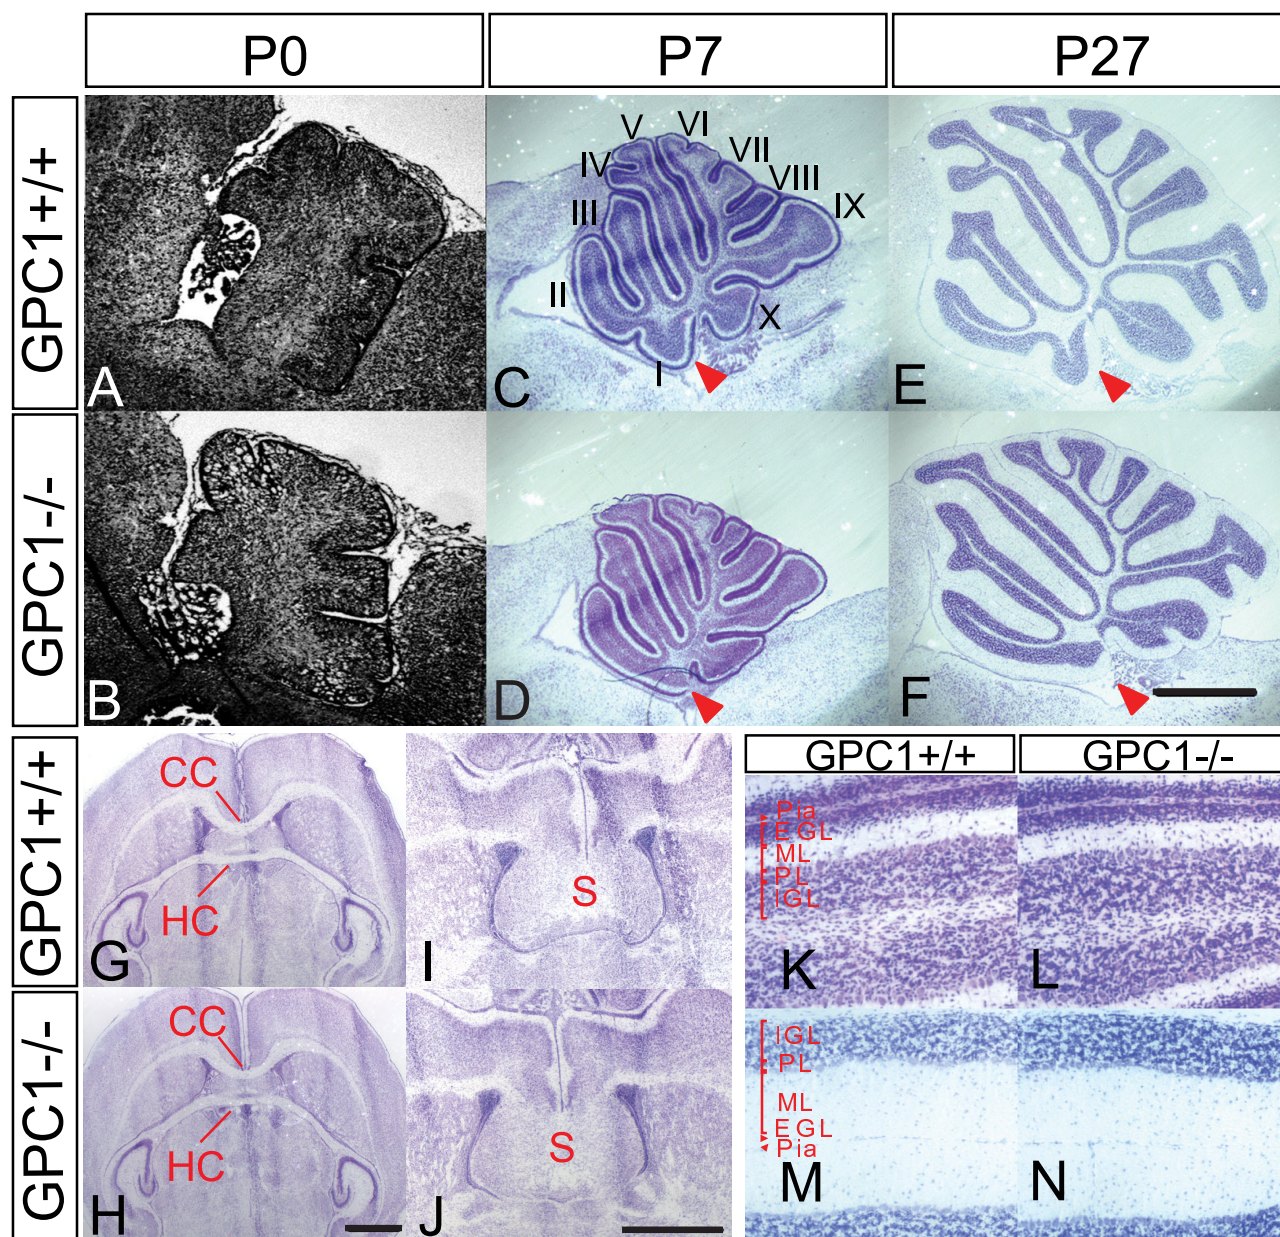 P0
P7
P27
GPC1+/+
A
V
VI
IV
VII
VIII
III
IX
II
X
I
C
E
GPC1-/-
B
D
F
GPC1+/+
CC
HC
G
S
I
GPC1-/-
CC
HC
H
S
J
GPC1+/+
GPC1-/-
Pia
EGL
ML
PL
IGL
K
L
IGL
PL
ML
EGL
Pia
M
N